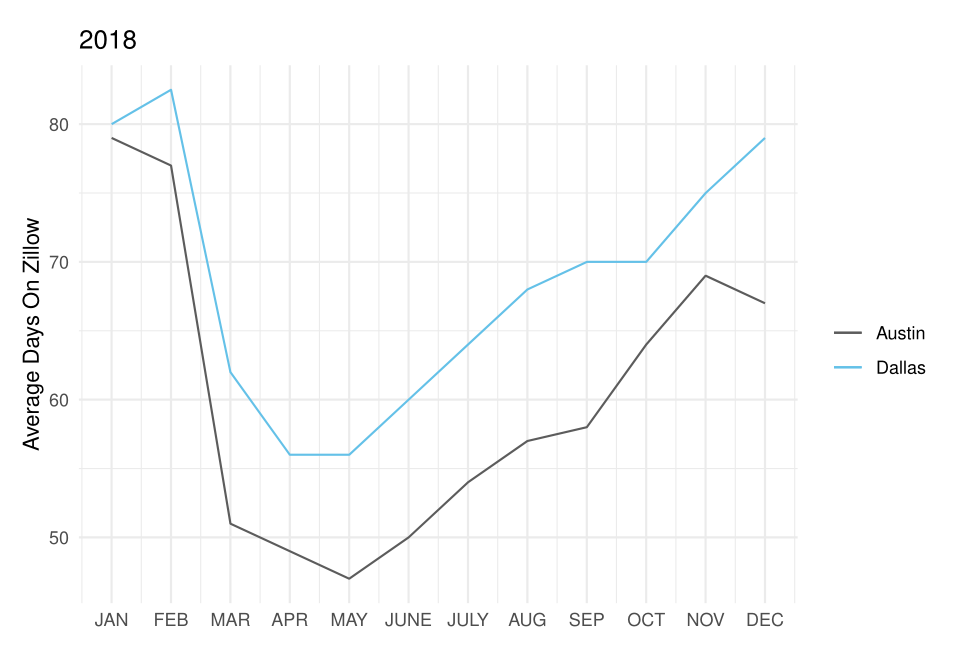 2018
Average Days On Zillow
80
70
60
50
JAN FEB MAR APR MAY JUNE JULY AUG SEP OCT NOV DEC
Austin
Dallas